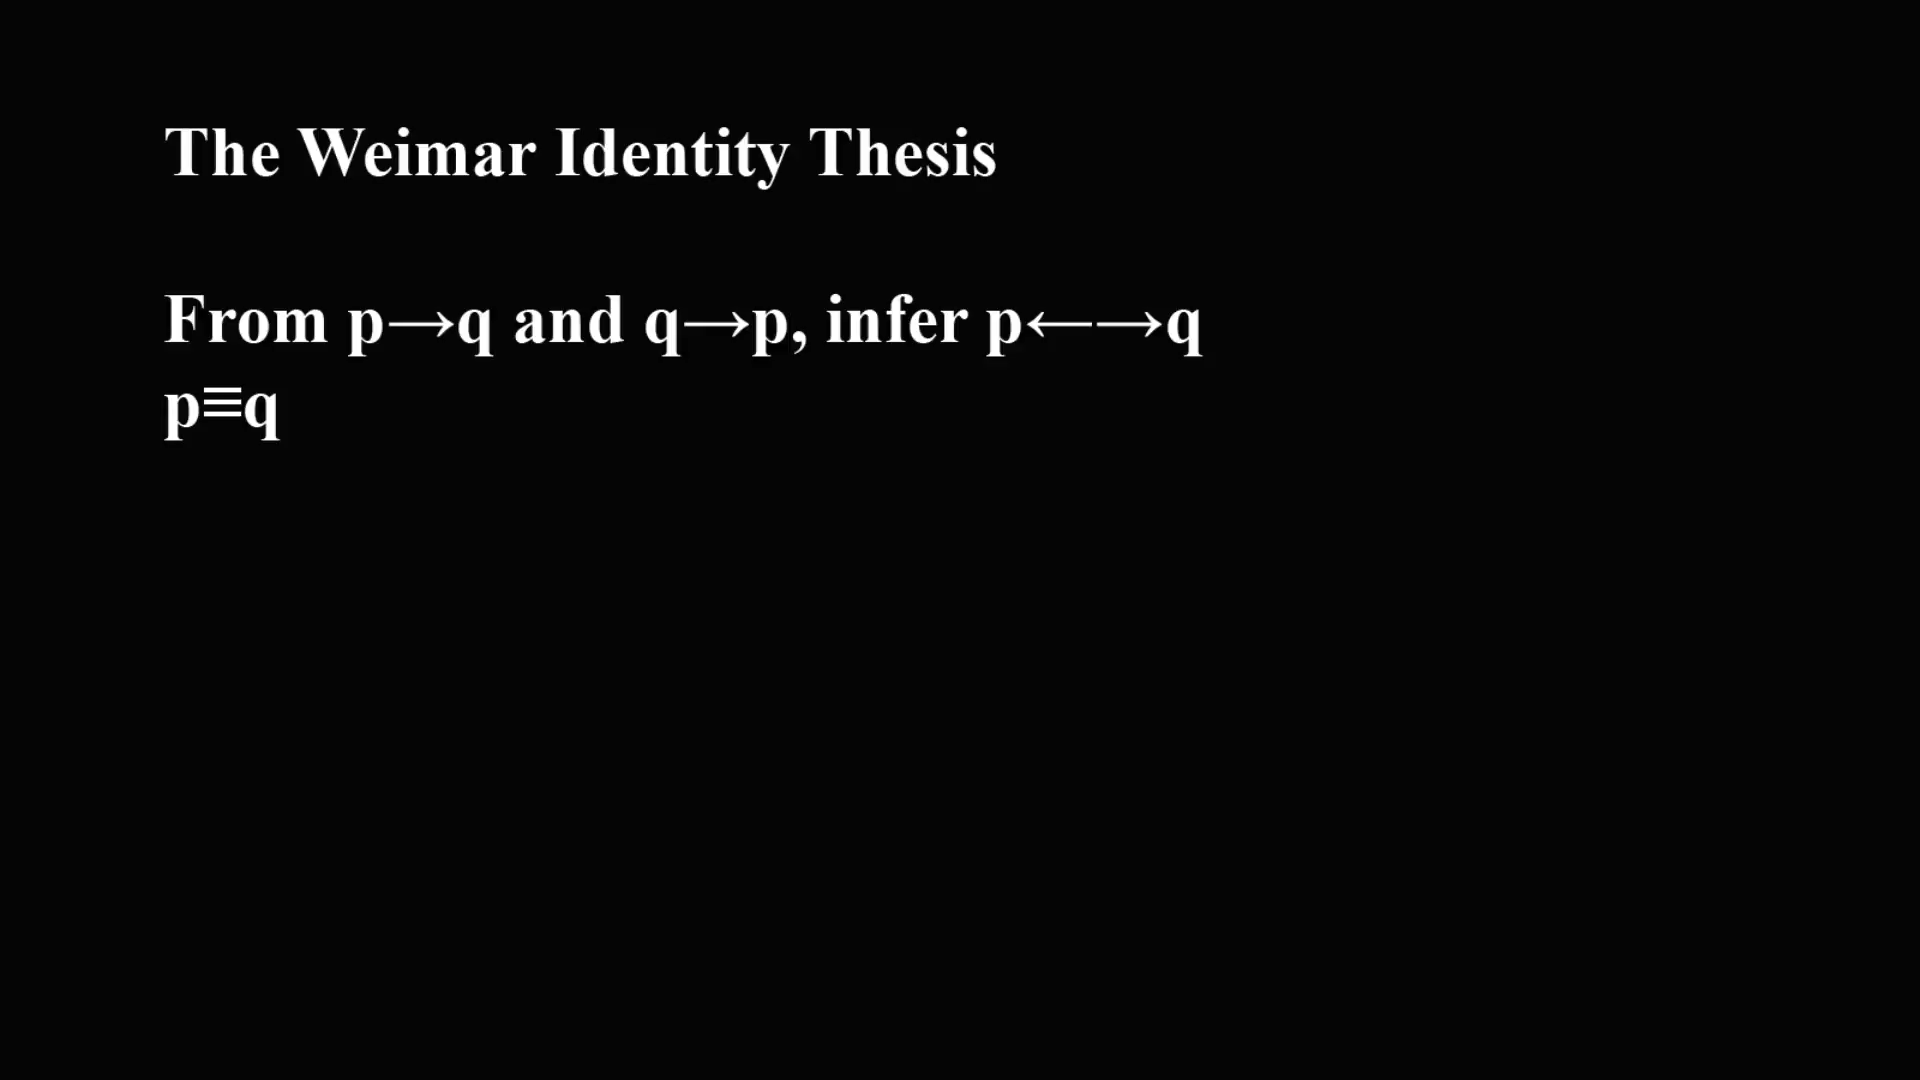 The Weimar Identity Thesis
From p→q and q→p, infer p←→q
p≡q